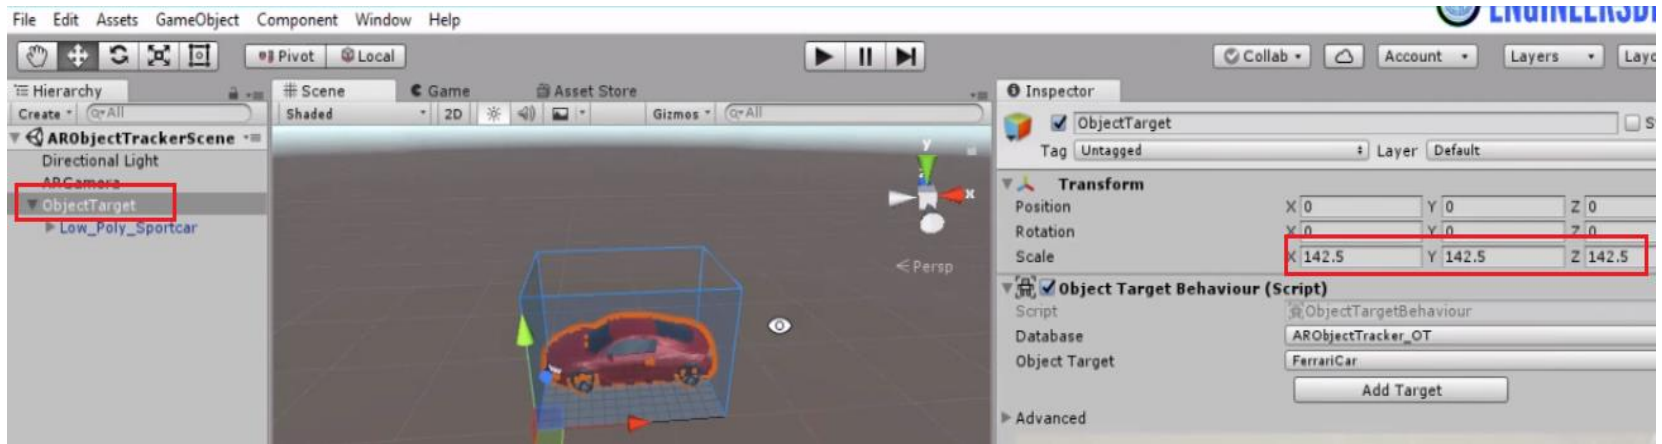 File Edit Assets GameObject Component Window Help
Pivot Local Collab Account Layers
Hierarchy
Create All
ARObjectTrackerScene
Directional Light
ARCamera
ObjectTarget
Low_Poly_Sportcar
Scene Game Asset Store
Shaded 2D Gizmos All
y
x
Persp
Inspector
ObjectTarget
Tag Untagged Layer Default
Transform
Position X 0 Y 0 Z 0
Rotation X 0 Y 0 Z 0
Scale X 142.5 Y 142.5 Z 142.5
Object Target Behaviour (Script)
Script ObjectTargetBehaviour
Database ARObjectTracker_OT
Object Target FerrariCar
Add Target
Advanced